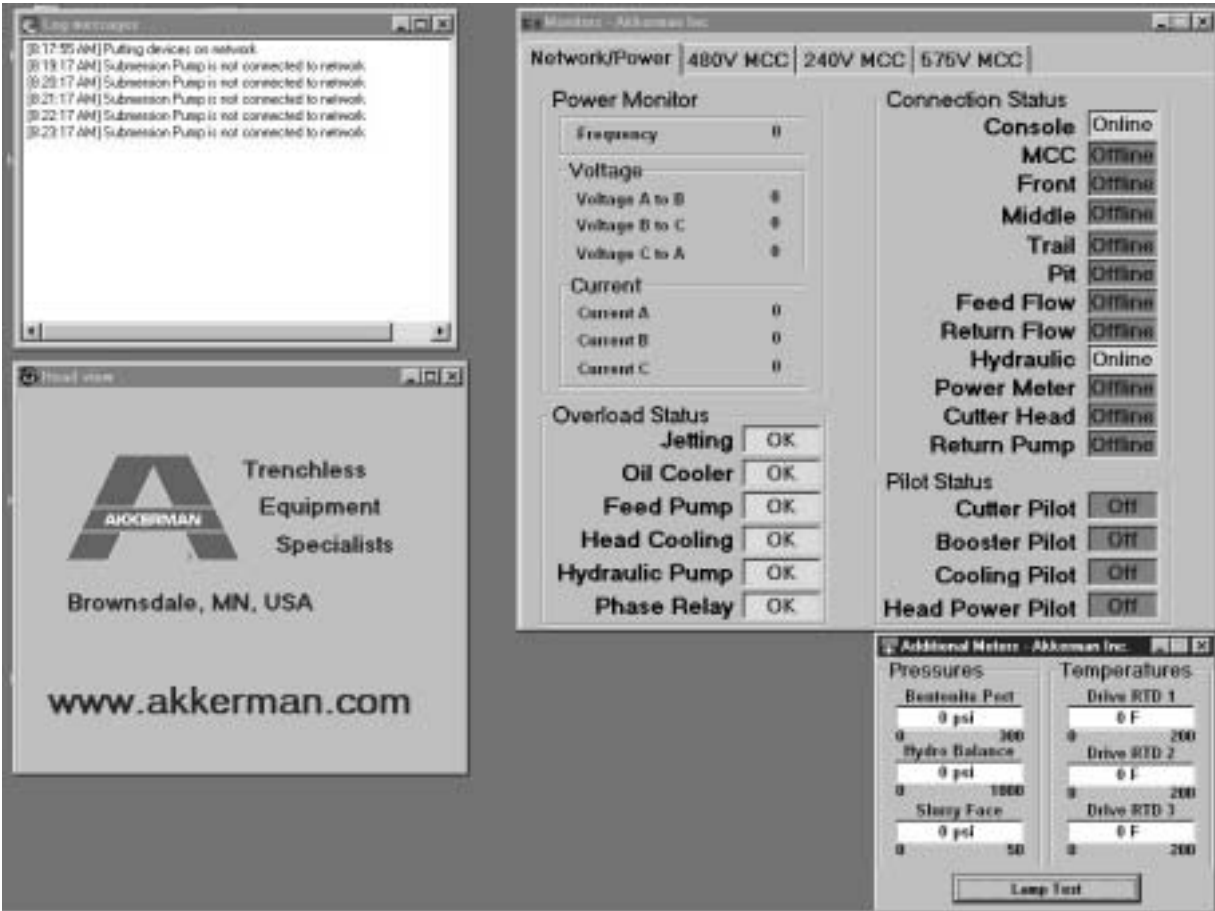 Log messages
[8:17:55 AM] Putting devices on network
[8:19:17 AM] Submersion Pump is not connected to network
[8:20:17 AM] Submersion Pump is not connected to network
[8:21:17 AM] Submersion Pump is not connected to network
[8:22:17 AM] Submersion Pump is not connected to network
[8:23:17 AM] Submersion Pump is not connected to network
Head view
AKKERMAN
Trenchless
Equipment
Specialists
Brownsdale, MN, USA
www.akkerman.com
Monitors - Akkerman Inc
Network/Power 480V MCC 240V MCC 575V MCC
Power Monitor
Frequency 0
Voltage
Voltage A to B 0
Voltage B to C 0
Voltage C to A 0
Current
Current A 0
Current B 0
Current C 0
Overload Status
Jetting OK
Oil Cooler OK
Feed Pump OK
Head Cooling OK
Hydraulic Pump OK
Phase Relay OK
Connection Status
Console Online
MCC Offline
Front Offline
Middle Offline
Trail Offline
Pit Offline
Feed Flow Offline
Return Flow Offline
Hydraulic Online
Power Meter Offline
Cutter Head Offline
Return Pump Offline
Pilot Status
Cutter Pilot Off
Booster Pilot Off
Cooling Pilot Off
Head Power Pilot Off
Additional Meters - Akkerman Inc.
Pressures
Bentonite Port
0 psi
0 300
Hydro Balance
0 psi
0 1000
Slurry Face
0 psi
0 50
Temperatures
Drive RTD 1
0 F
0 200
Drive RTD 2
0 F
0 200
Drive RTD 3
0 F
0 200
Lamp Test